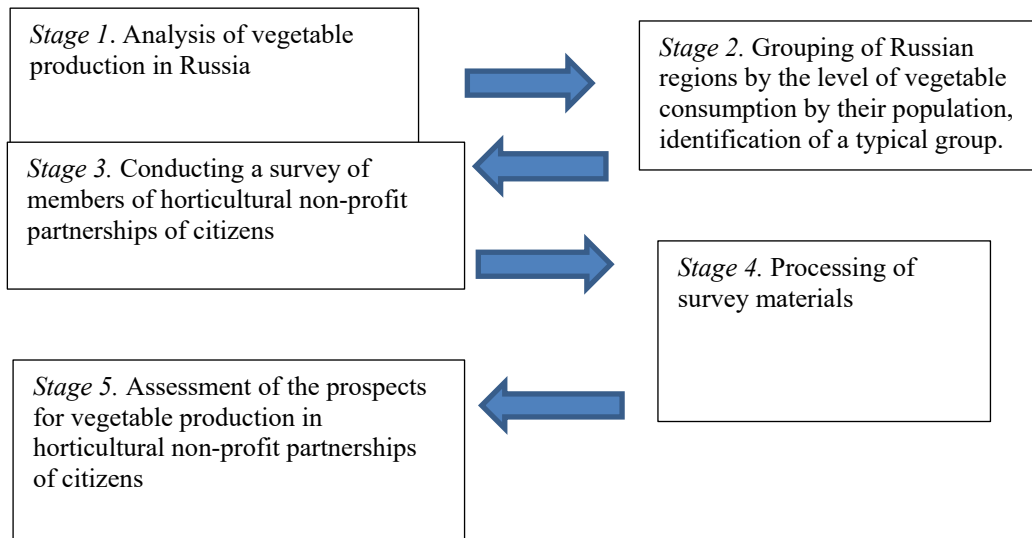 Stage 1. Analysis of vegetable
production in Russia
Stage 2. Grouping of Russian
regions by the level of vegetable
consumption by their population,
identification of a typical group.
Stage 3. Conducting a survey of
members of horticultural non-profit
partnerships of citizens
Stage 4. Processing of
survey materials
Stage 5. Assessment of the prospects
for vegetable production in
horticultural non-profit partnerships
of citizens